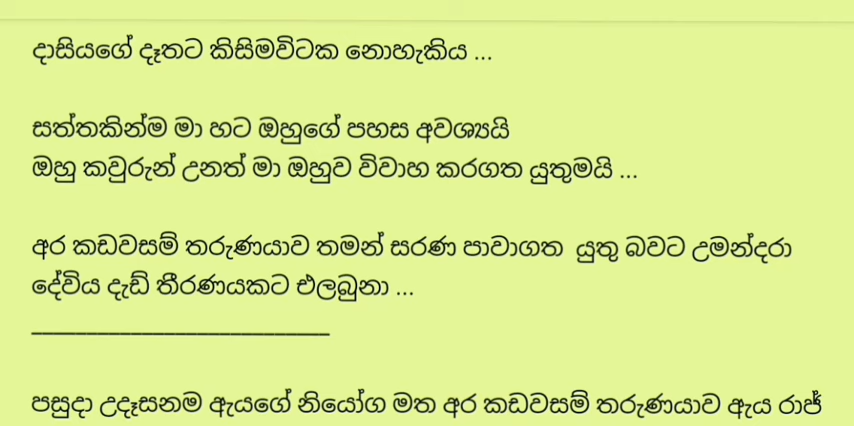 දාසියගේ දෑතට කිසිමවිටක නොහැකිය ...
සත්තකින්ම මා හට ඔහුගේ පහස අවශ්‍යයි
ඔහු කවුරුන් උනත් මා ඔහුව විවාහ කරගත යුතුමයි ...
අර කඩවසම් තරුණයාව තමන් සරණ පාවාගත  යුතු බවට උමන්දරා
දේවිය දැඩි තීරණයකට එලබුනා ...
___________________________
පසුදා උදෑසනම ඇයගේ නියෝග මත අර කඩවසම් තරුණයාව ඇය රාජ්